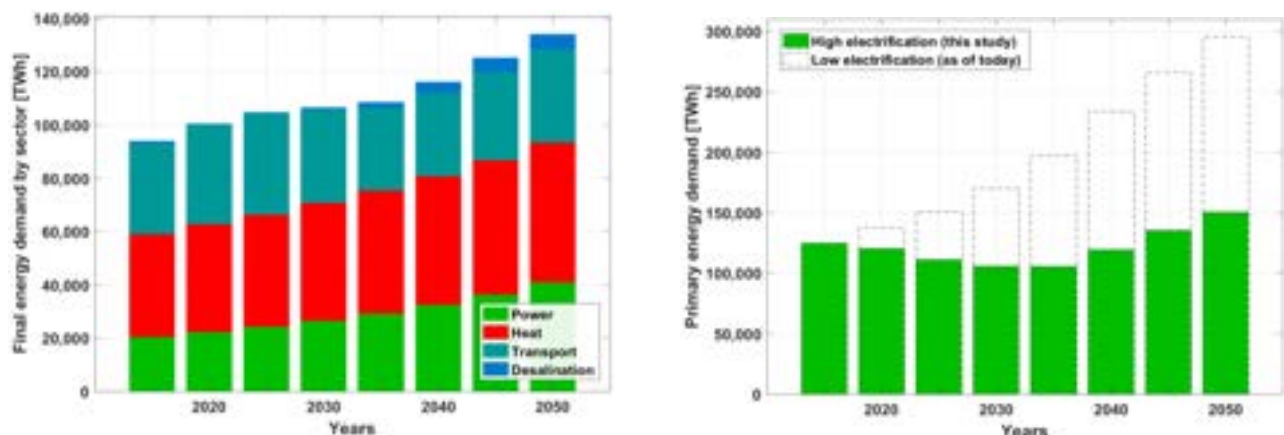 Final energy demand by sector [TWh]
140,000
120,000
100,000
80,000
60,000
40,000
20,000
0
Power
Heat
Transport
Desalination
2020 2030 2040 2050
Years
Primary energy demand [TWh]
300,000
250,000
200,000
150,000
100,000
50,000
0
High electrification (this study)
Low electrification (as of today)
2020 2030 2040 2050
Years